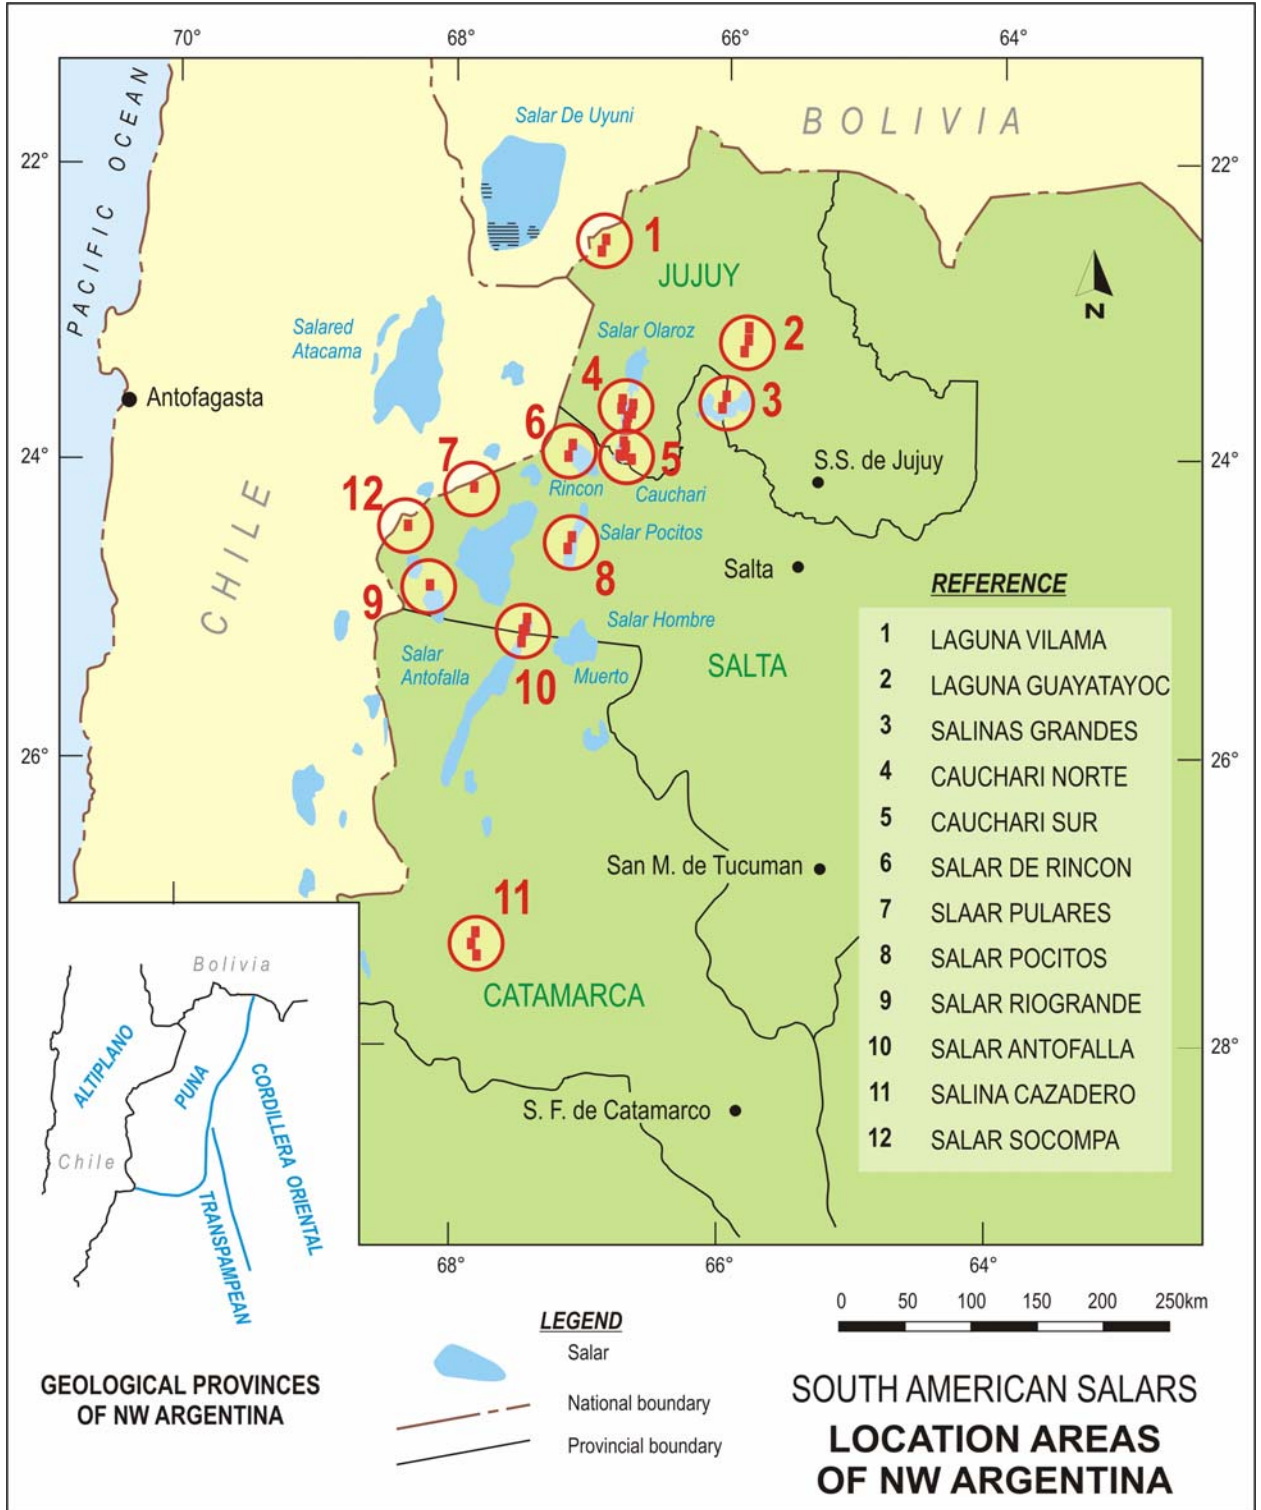 70°
68°
66°
64°
PACIFIC OCEAN
BOLIVIA
Salar De Uyuni
22°
22°
1
JUJUY
N
Salared
Atacama
Salar Olaroz
2
4
3
Antofagasta
6
5
24°
24°
7
S.S. de Jujuy
Rincon
Cauchari
12
CHILE
Salar Pocitos
8
Salta
9
Salar Hombre
Salar
Antofalla
Muerto
SALTA
10
26°
26°
San M. de Tucuman
11
CATAMARCA
28°
S. F. de Catamarco
68°
66°
64°
REFERENCE
1 LAGUNA VILAMA
2 LAGUNA GUAYATAYOC
3 SALINAS GRANDES
4 CAUCHARI NORTE
5 CAUCHARI SUR
6 SALAR DE RINCON
7 SLAAR PULARES
8 SALAR POCITOS
9 SALAR RIOGRANDE
10 SALAR ANTOFALLA
11 SALINA CAZADERO
12 SALAR SOCOMPA
Bolivia
ALTIPLANO
PUNA
CORDILLERA ORIENTAL
Chile
TRANSPAMPEAN
GEOLOGICAL PROVINCES
OF NW ARGENTINA
LEGEND
Salar
National boundary
Provincial boundary
0 50 100 150 200 250km
SOUTH AMERICAN SALARS
LOCATION AREAS
OF NW ARGENTINA